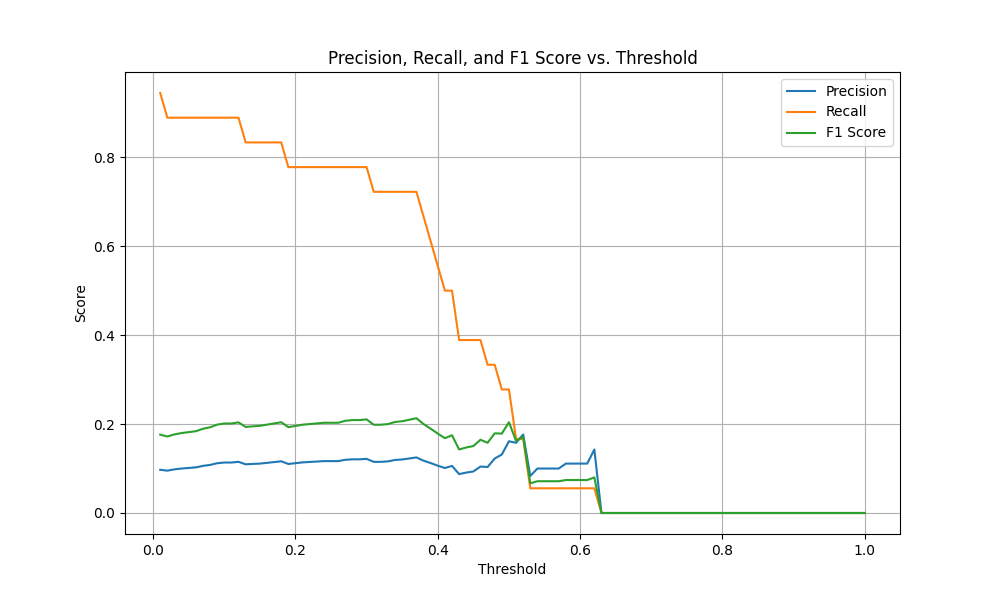 Precision, Recall, and F1 Score vs. Threshold
Precision
Recall
F1 Score
Score
0.8
0.6
0.4
0.2
0.0
0.0 0.2 0.4 0.6 0.8 1.0
Threshold